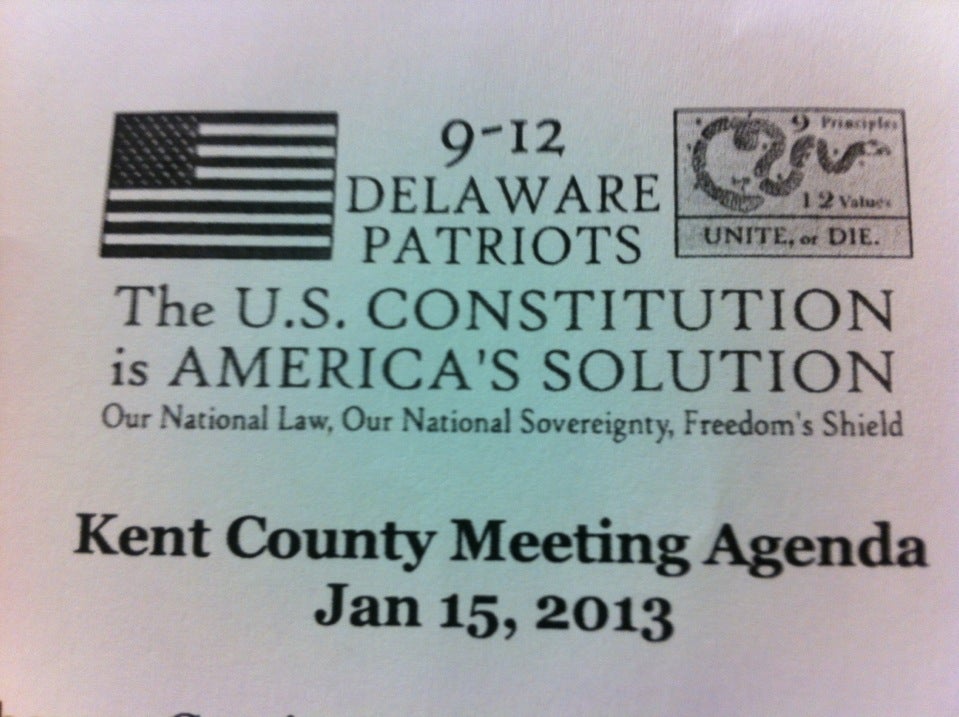 9-12
DELAWARE
PATRIOTS
9 Principles
12 Values
UNITE, or DIE.
The U.S. CONSTITUTION
is AMERICA'S SOLUTION
Our National Law, Our National Sovereignty, Freedom's Shield
Kent County Meeting Agenda
Jan 15, 2013